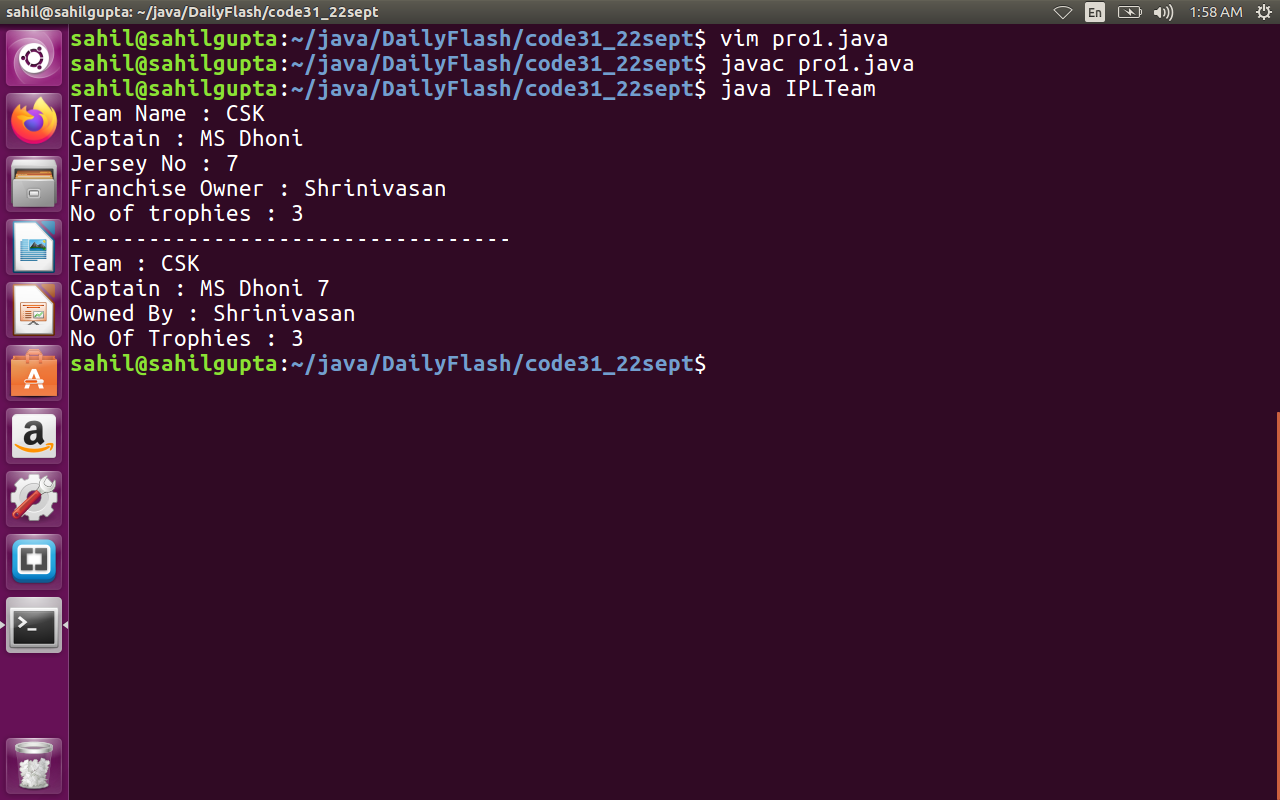 sahil@sahilgupta: ~/java/DailyFlash/code31_22sept
En
1:58 AM
sahil@sahilgupta:~/java/DailyFlash/code31_22sept$ vim pro1.java
sahil@sahilgupta:~/java/DailyFlash/code31_22sept$ javac pro1.java
sahil@sahilgupta:~/java/DailyFlash/code31_22sept$ java IPLTeam
Team Name : CSK
Captain : MS Dhoni
Jersey No : 7
Franchise Owner : Shrinivasan
No of trophies : 3
----------------------------------
Team : CSK
Captain : MS Dhoni 7
Owned By : Shrinivasan
No Of Trophies : 3
sahil@sahilgupta:~/java/DailyFlash/code31_22sept$